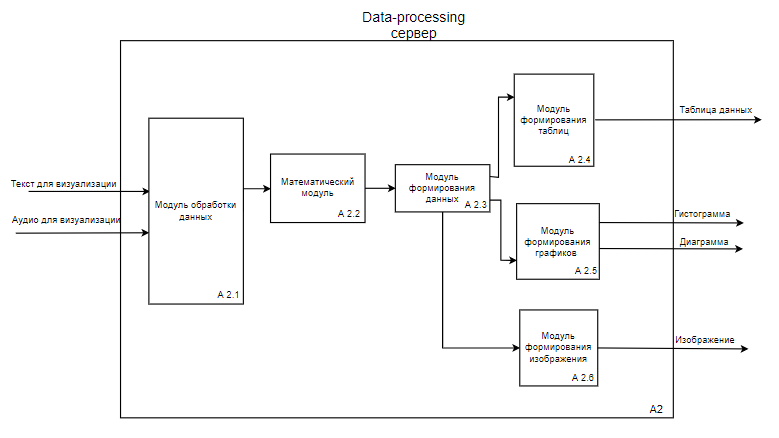 Data-processing
сервер
Текст для визуализации
Аудио для визуализации
Модуль обработки
данных
А 2.1
Математический
модуль
А 2.2
Модуль
формирования
данных
А 2.3
Модуль
формирования
таблиц
А 2.4
Модуль
формирования
графиков
А 2.5
Модуль
формирования
изображения
А 2.6
Таблица данных
Гистограмма
Диаграмма
Изображение
А2